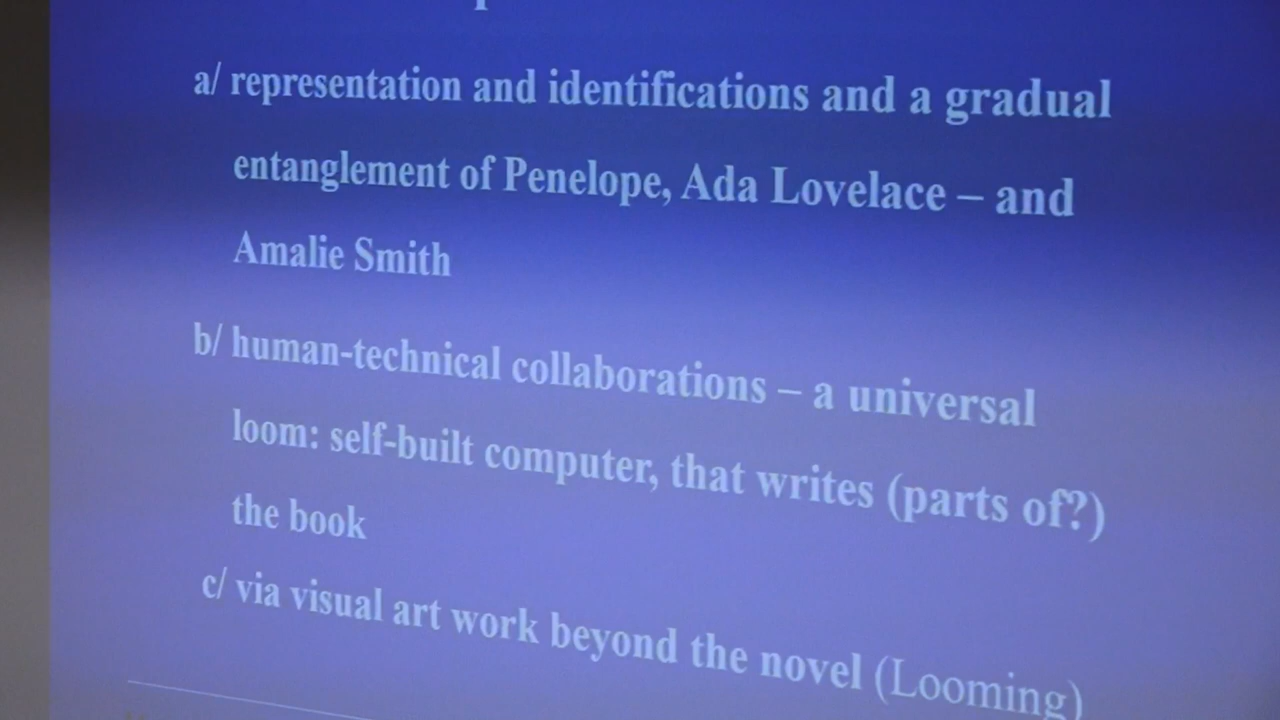 a/ representation and identifications and a gradual
entanglement of Penelope, Ada Lovelace – and
Amalie Smith
b/ human-technical collaborations – a universal
loom: self-built computer, that writes (parts of?)
the book
c/ via visual art work beyond the novel (Looming)